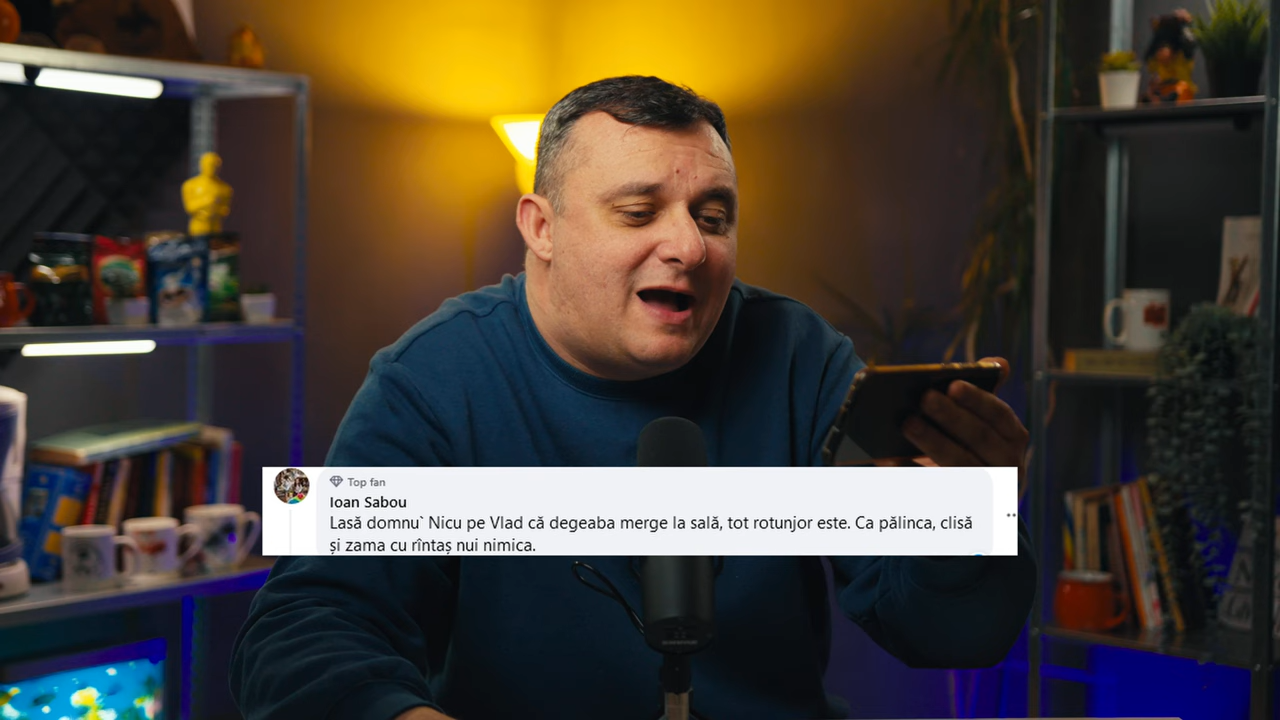 Top fan
Ioan Sabou
Lasă domnu` Nicu pe Vlad că degeaba merge la sală, tot rotunjor este. Ca pălinca, clisă
și zama cu rîntaș nui nimica.